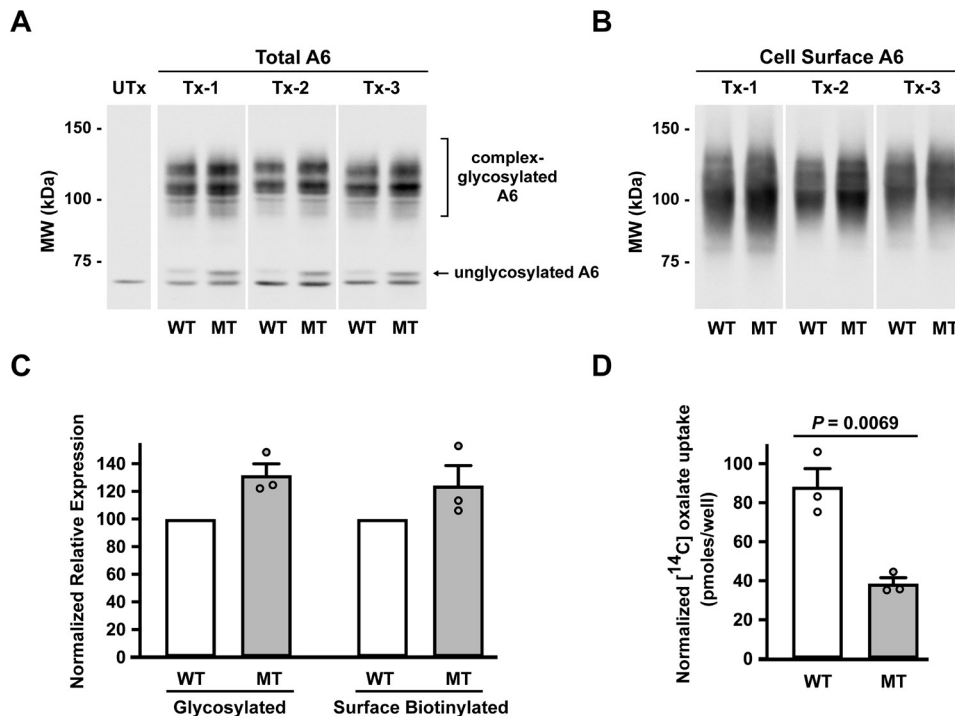 A
Total A6
UTx Tx-1 Tx-2 Tx-3
150 -
100 -
75 -
MW (kDa)
complex-
glycosylated
A6
← unglycosylated A6
WT MT WT MT WT MT
B
Cell Surface A6
Tx-1 Tx-2 Tx-3
150 -
100 -
75 -
MW (kDa)
WT MT WT MT WT MT
C
Normalized Relative Expression
140
120
100
80
60
40
20
0
WT MT WT MT
Glycosylated Surface Biotinylated
D
P = 0.0069
Normalized [14C] oxalate uptake
(pmoles/well)
100
80
60
40
20
0
WT MT